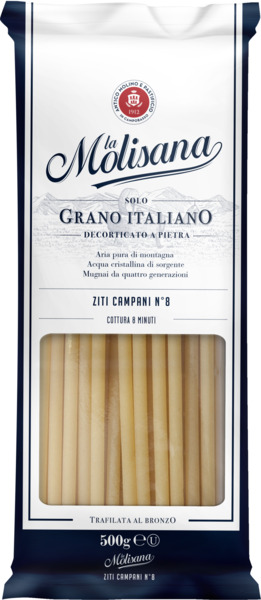 ANTICO MOLINO E PASTIFICIO
1912
IN CAMPOBASSO
la
Molisana
SOLO
GRANO ITALIANO
DECORTICATO A PIETRA
Aria pura di montagna
Acqua cristallina di sorgente
Mugnai da quattro generazioni
ZITI CAMPANI N°8
COTTURA 8 MINUTI
TRAFILATA AL BRONZO
500g e U
la
Molisana
ZITI CAMPANI N°8